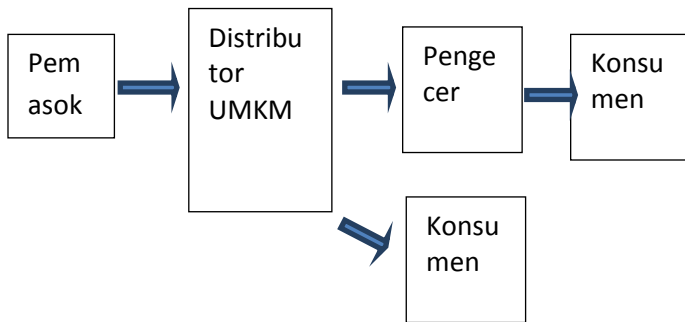 Pem
asok
Distribu
tor
UMKM
Penge
cer
Konsu
men
Konsu
men